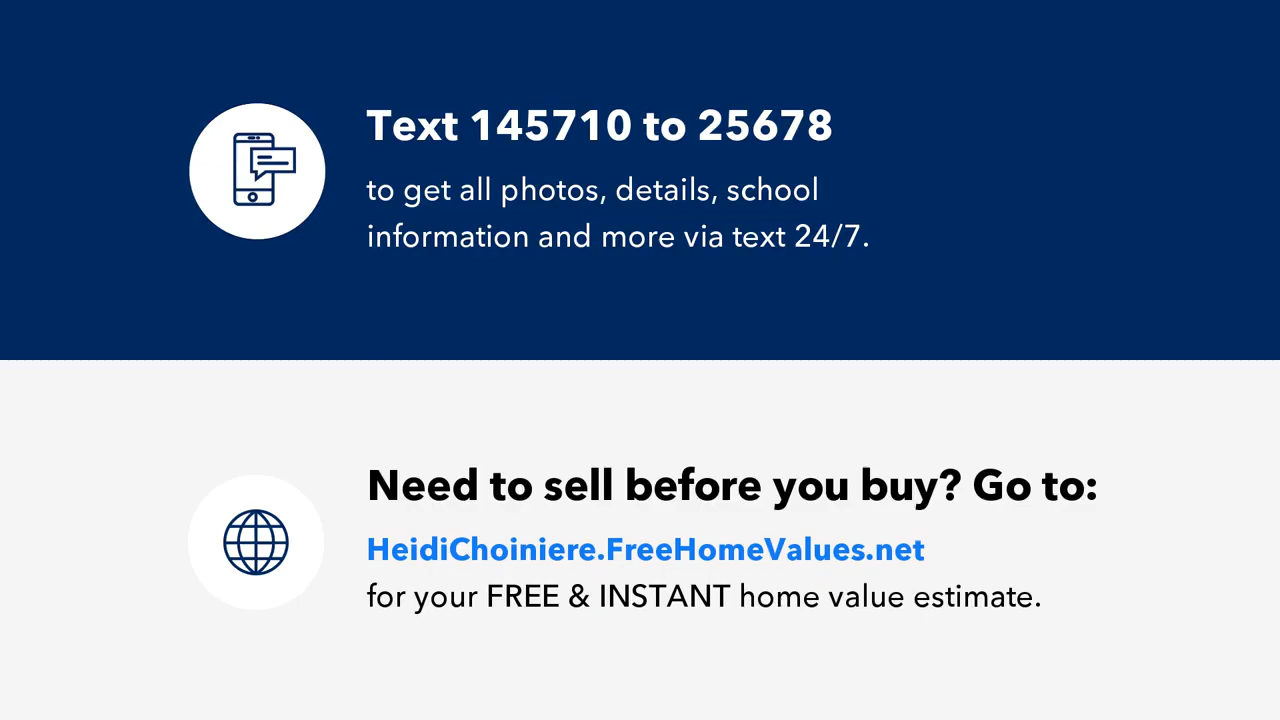 Text 145710 to 25678
to get all photos, details, school
information and more via text 24/7.
Need to sell before you buy? Go to:
HeidiChoiniere.FreeHomeValues.net
for your FREE & INSTANT home value estimate.